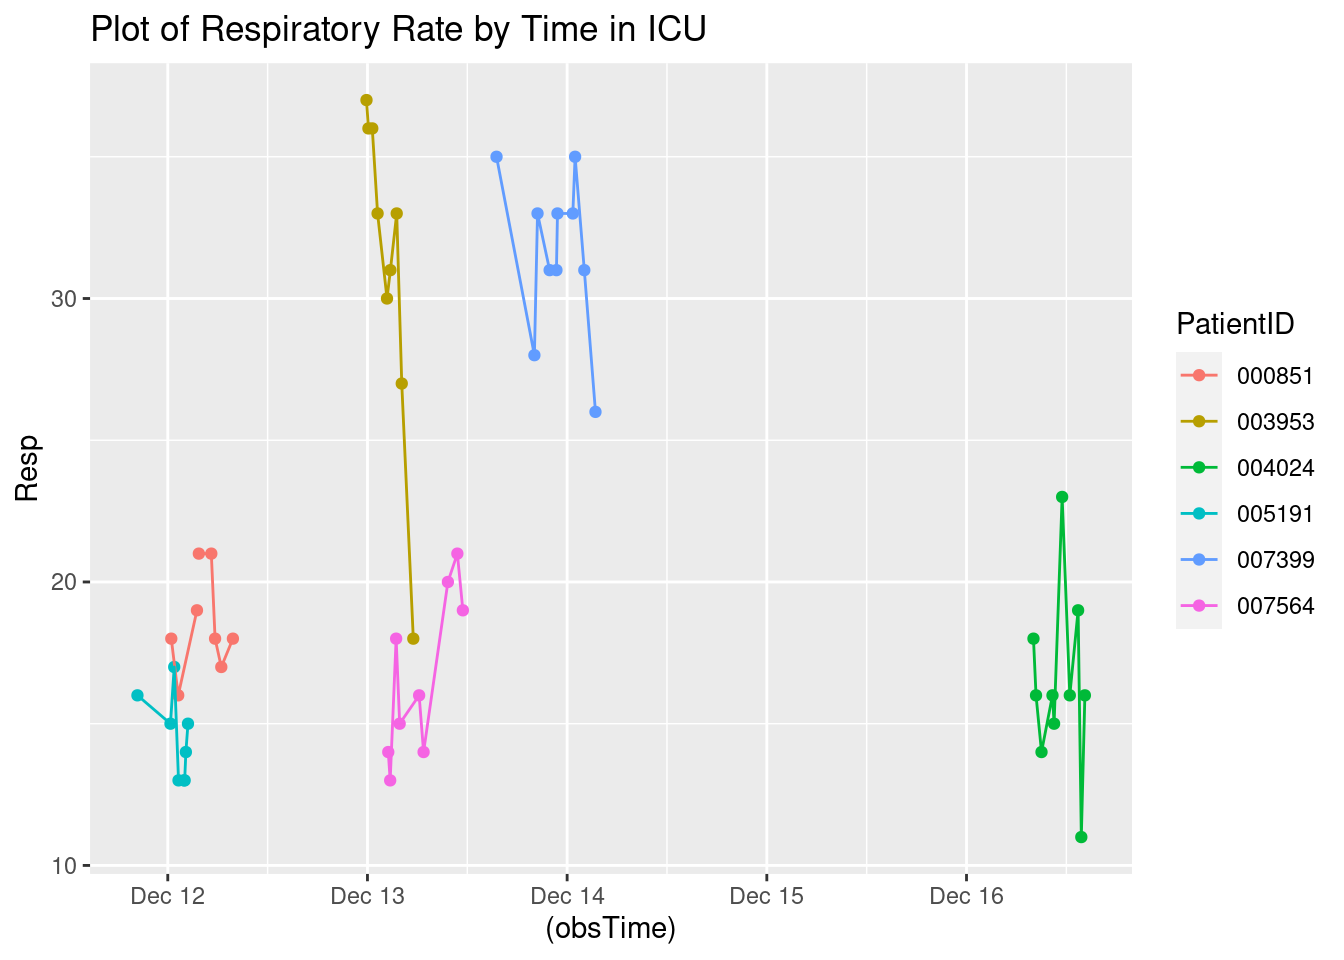 Plot of Respiratory Rate by Time in ICU
Resp
30
20
10
Dec 12
Dec 13
Dec 14
Dec 15
Dec 16
(obsTime)
PatientID
000851
003953
004024
005191
007399
007564